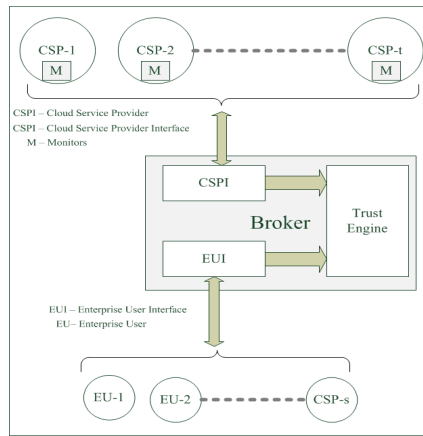 CSP-1 CSP-2 CSP-t
M M M
CSPI – Cloud Service Provider
CSPI – Cloud Service Provider Interface
M – Monitors
CSPI
Broker
Trust
Engine
EUI
EUI – Enterprise User Interface
EU– Enterprise User
EU-1 EU-2 CSP-s